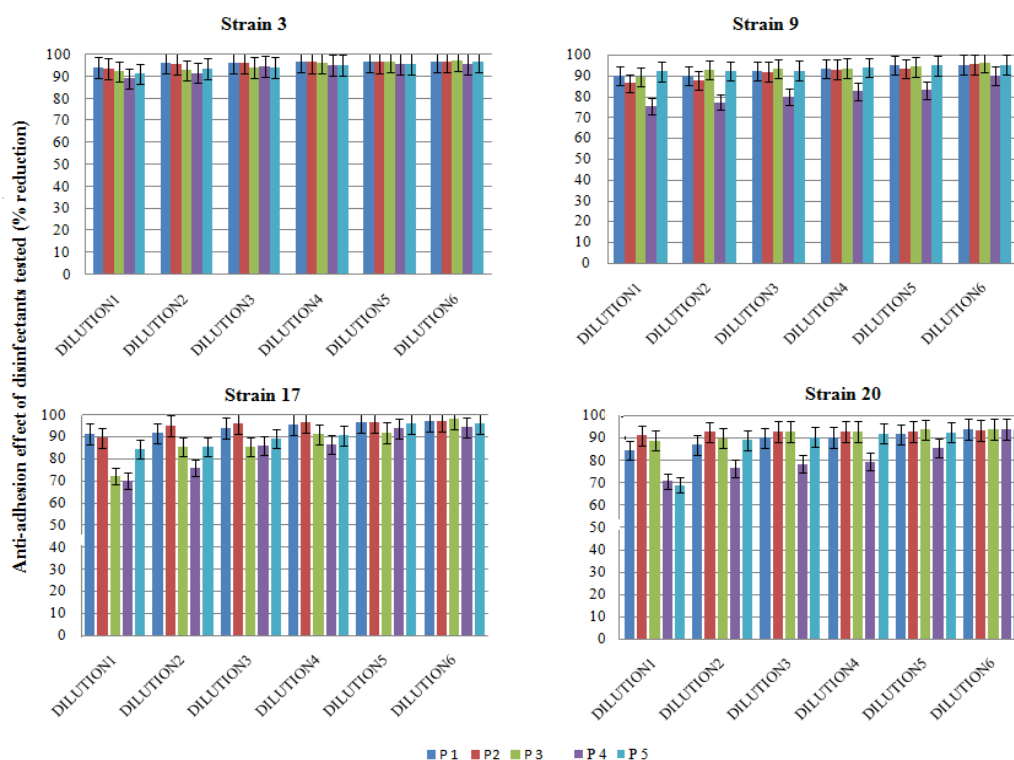 Anti-adhesion effect of disinfectants tested (% reduction)
Strain 3
100
90
80
70
60
50
40
30
20
10
0
DILUTION1
DILUTION2
DILUTION3
DILUTION4
DILUTION5
DILUTION6
Strain 9
100
90
80
70
60
50
40
30
20
10
0
DILUTION1
DILUTION2
DILUTION3
DILUTION4
DILUTION5
DILUTION6
Strain 17
100
90
80
70
60
50
40
30
20
10
0
DILUTION1
DILUTION2
DILUTION3
DILUTION4
DILUTION5
DILUTION6
Strain 20
100
90
80
70
60
50
40
30
20
10
0
DILUTION1
DILUTION2
DILUTION3
DILUTION4
DILUTION5
DILUTION6
P 1 P2 P 3 P 4 P 5